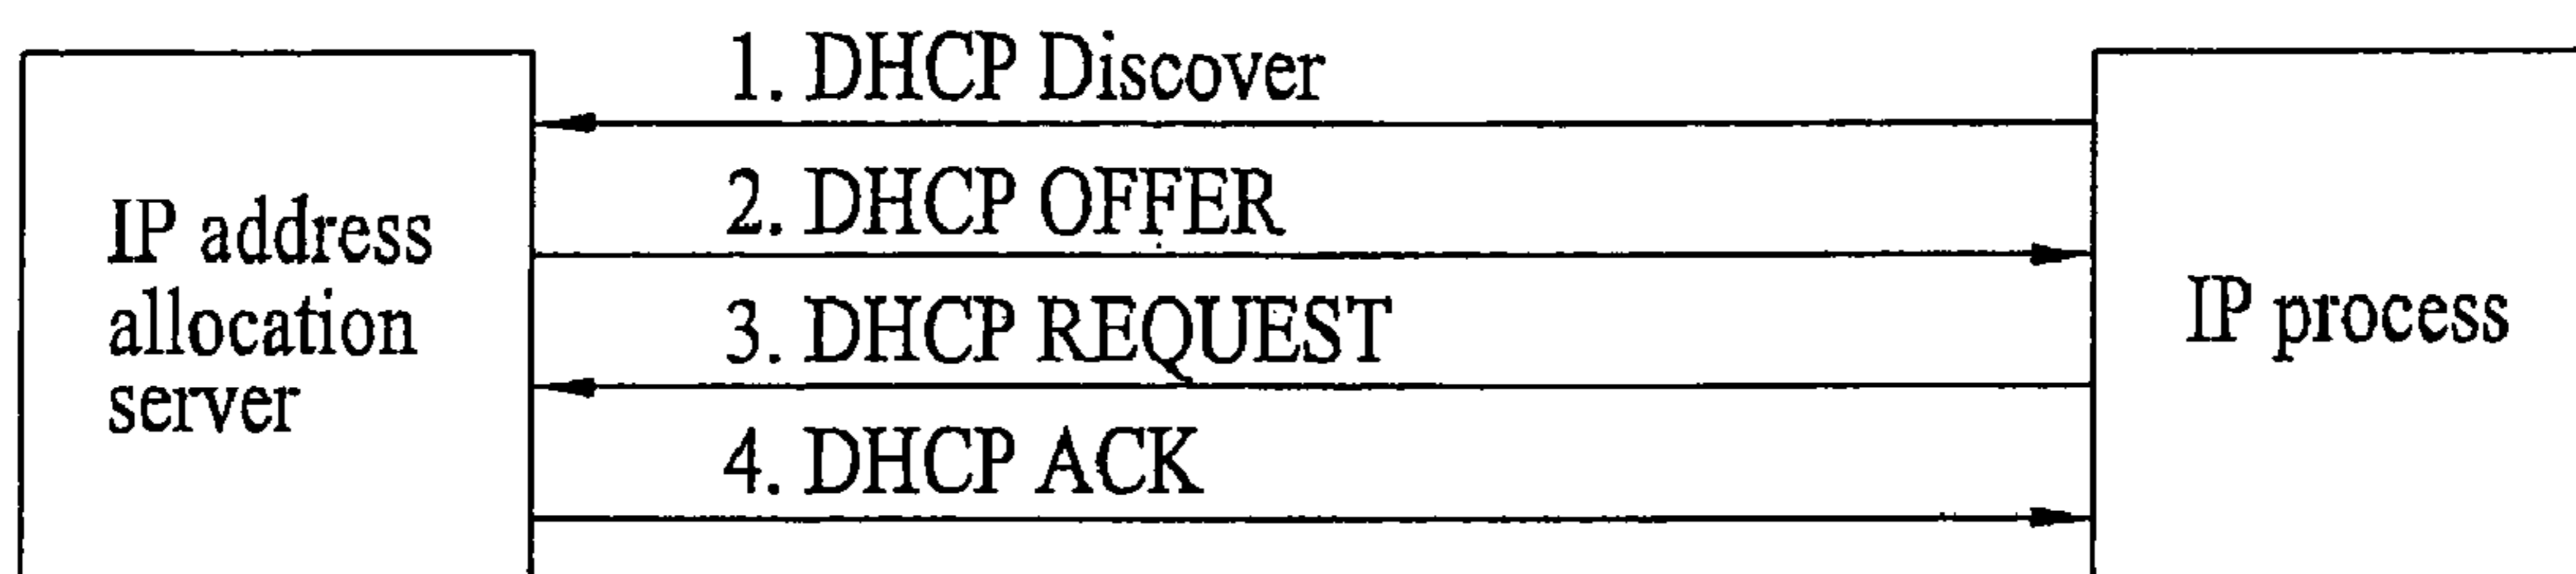 1. DHCP Discover
2. DHCP OFFER
3. DHCP REQUEST
4. DHCP ACK
IP address
allocation
server
IP process